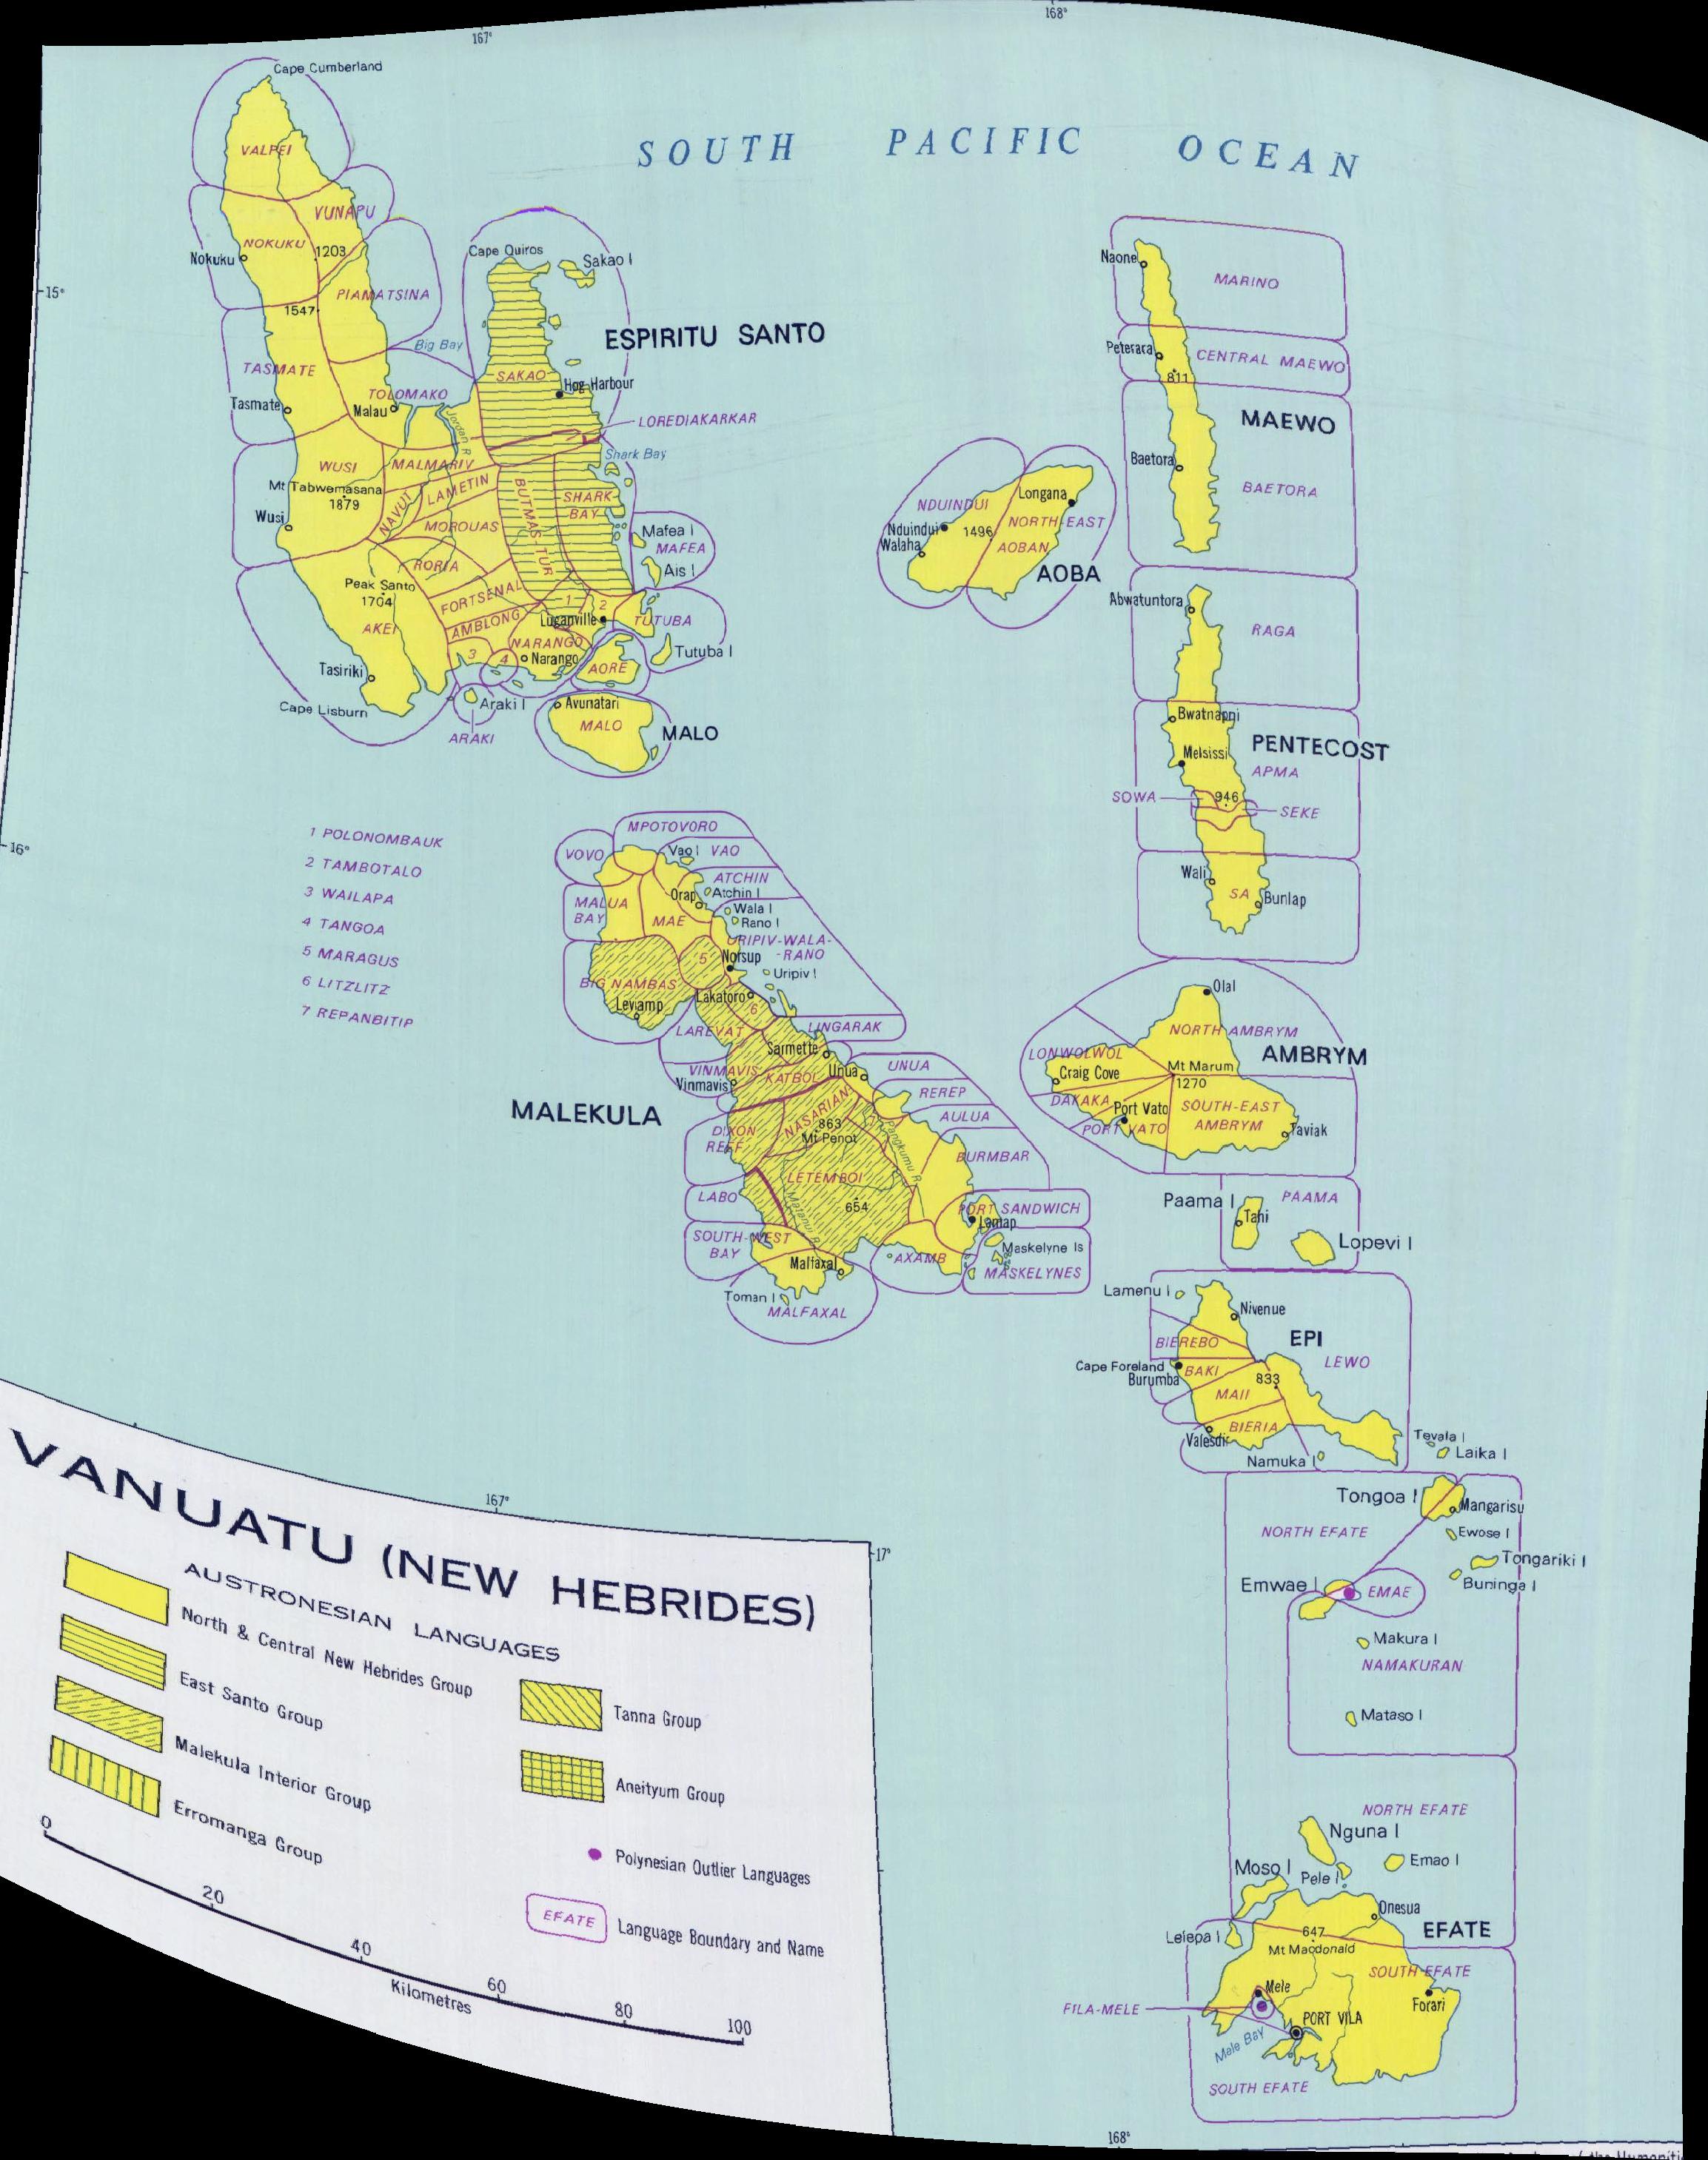 168°
167°
Cape Cumberland
SOUTH PACIFIC OCEAN
VALPEI
VUNAPU
NOKUKU
1203
Nokuku
Cape Quiros
Sakao I
Naone
MARINO
15°
PIAMATSINA
1547
ESPIRITU SANTO
Big Bay
Peterara
CENTRAL MAEWO
811
TASMATE
SAKAO
Hog Harbour
TOLOMAKO
Tasmate
Malau
Jordan R
LOREDIAKARKAR
MAEWO
Shark Bay
WUSI
MALMARIV
Baetora
BAETORA
Mt Tabwemasana
1879
NAVUT
LAMETIN
BUTMAS-TUR
SHARK
BAY
Longana
NDUINDUI
Wusi
MOROUAS
Mafea I
MAFEA
Nduindui
1496
NORTH-EAST
AOBAN
Walaha
RORIA
Ais I
AOBA
Peak Santo
1704
FORTSENAL
1
2
Abwatuntora
AKEI
AMBLONG
Luganville
TUTUBA
RAGA
NARANGO
3
4
Narango
AORE
Tutuba I
Tasiriki
Cape Lisburn
Araki I
ARAKI
Avunatari
MALO
MALO
Bwatnapni
PENTECOST
Melsissi
APMA
SOWA
946
SEKE
16°
1 POLONOMBAUK
2 TAMBOTALO
3 WAILAPA
4 TANGOA
5 MARAGUS
6 LITZLITZ
7 REPANBITIP
MPOTOVORO
VOVO
Vao I
VAO
ATCHIN
Orap
Atchin I
MALUA
BAY
MAE
Wala I
Rano I
URIPIV-WALA-
-RANO
5
Norsup
Uripiv I
BIG NAMBAS
Leviamp
Lakatoro
6
LAREVAT
LINGARAK
Sarmette
VINMAVIS
Vinmavis
KATBOL
Unua
UNUA
REREP
MALEKULA
NASARIAN
7
AULUA
DIXON
REEF
863
Mt Penot
Pangkumu R
BURMBAR
LETEMBOI
LABO
654
Matanui R
PORT SANDWICH
Lamap
SOUTH-WEST
BAY
Maskelyne Is
AXAMB
MASKELYNES
Malfaxal
Toman I
MALFAXAL
Wali
SA
Bunlap
Olal
NORTH AMBRYM
AMBRYM
LONWOLWOL
Craig Cove
Mt Marum
1270
DAKAKA
Port Vato
PORT VATO
SOUTH-EAST
AMBRYM
Taviak
Paama I
PAAMA
Tahi
Lopevi I
Lamenu I
Nivenue
EPI
BIEREBO
LEWO
Cape Foreland
BAKI
Burumba
833
MAII
BIERIA
Valesdir
Namuka I
Tevala I
Laika I
Tongoa I
Mangarisu
NORTH EFATE
Ewose I
Tongariki I
Buninga I
Emwae I
EMAE
Makura I
NAMAKURAN
Mataso I
NORTH EFATE
Nguna I
Moso I
Pele I
Emao I
Onesua
Lelepa I
647
Mt Macdonald
EFATE
SOUTH EFATE
Mele
Forari
FILA-MELE
PORT VILA
Mele Bay
SOUTH EFATE
168°
167°
17°
VANUATU (NEW HEBRIDES)
AUSTRONESIAN LANGUAGES
North & Central New Hebrides Group
East Santo Group
Malekula Interior Group
Erromanga Group
Tanna Group
Aneityum Group
Polynesian Outlier Languages
EFATE
Language Boundary and Name
0 20 40 60 80 100
Kilometres